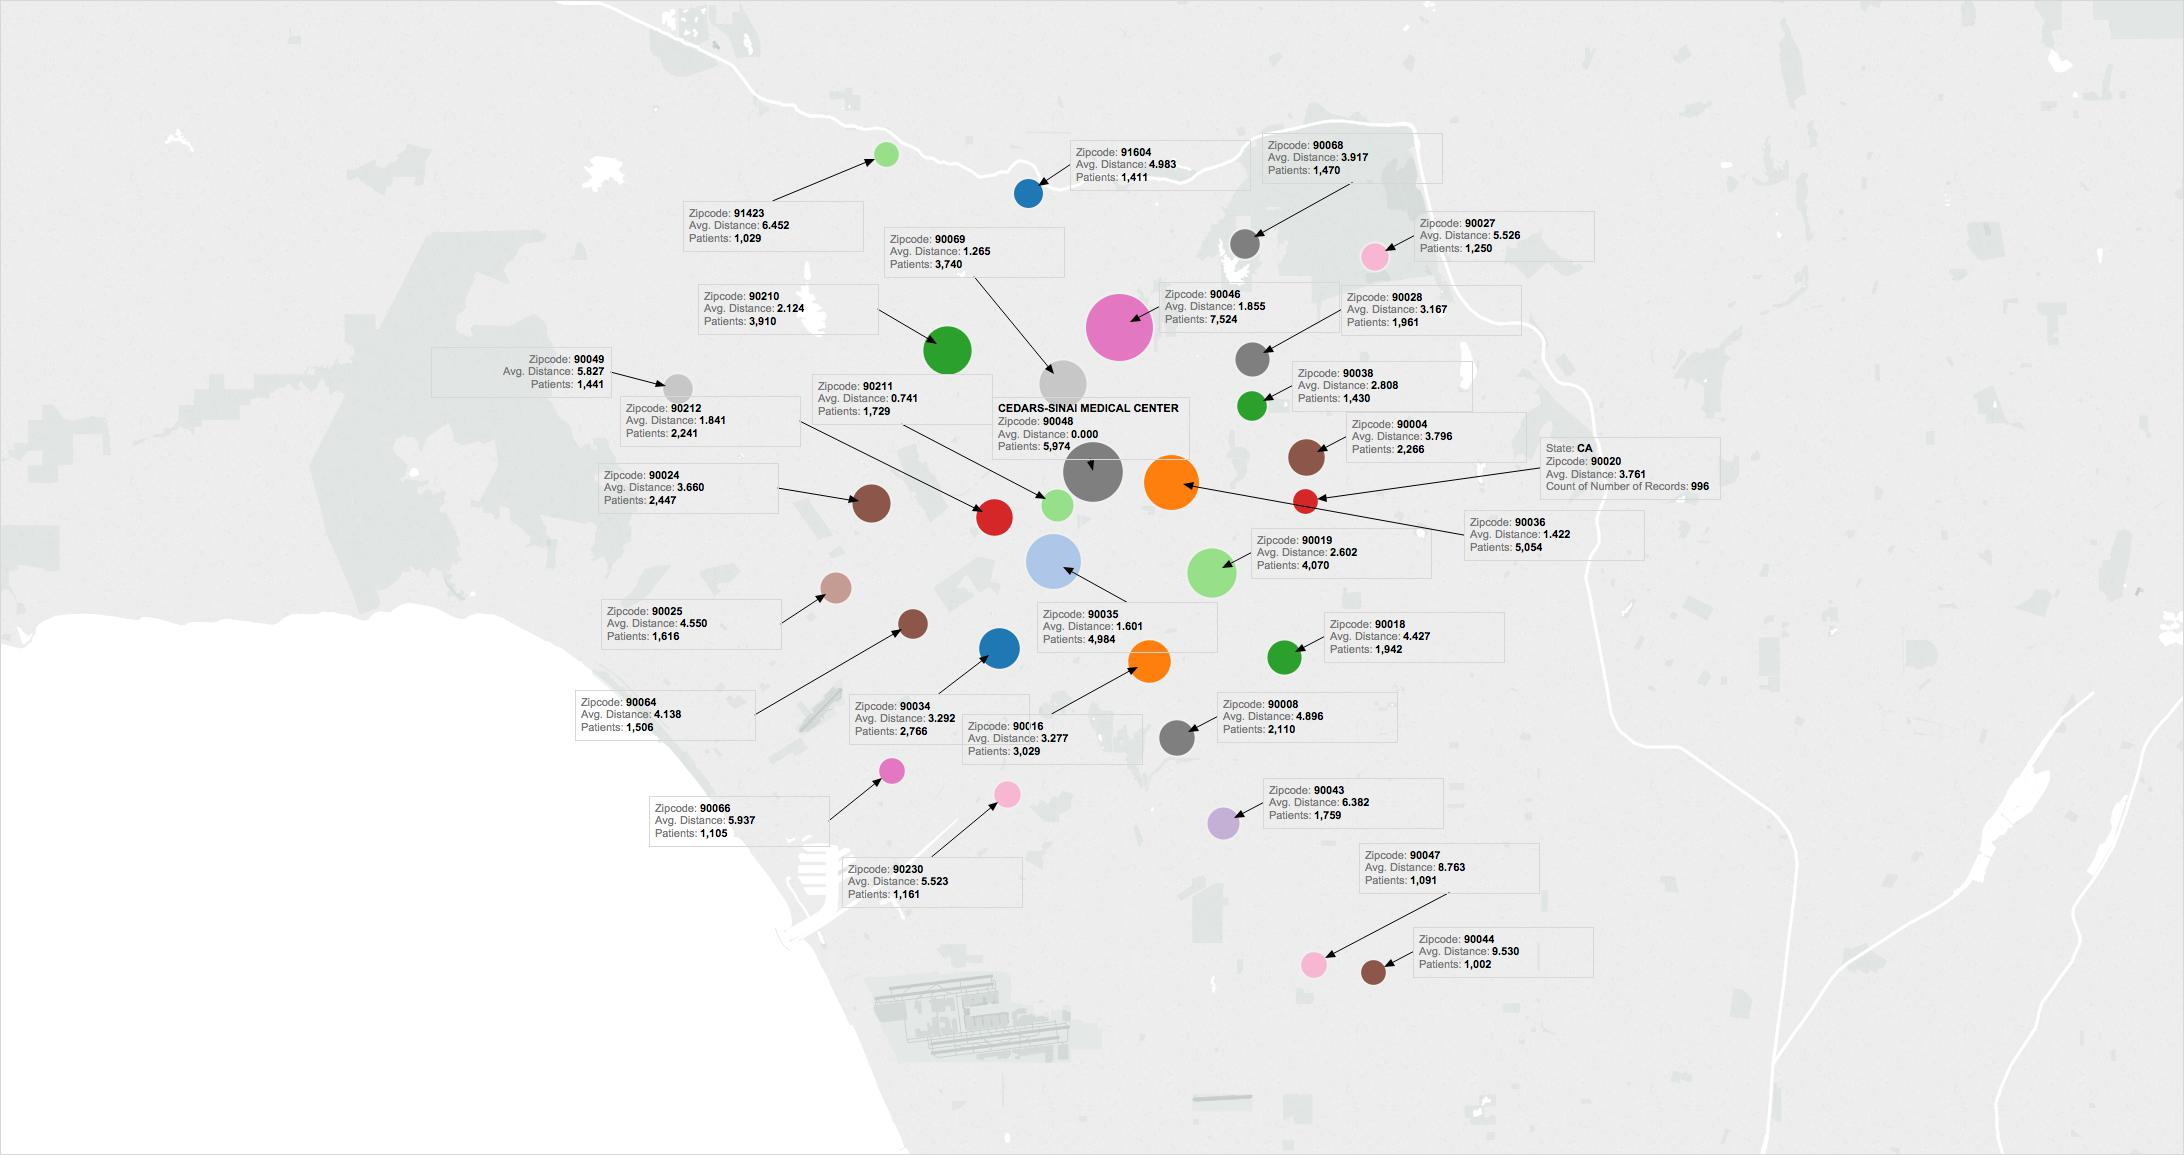 Zipcode: 91604
Avg. Distance: 4.983
Patients: 1,411
Zipcode: 90068
Avg. Distance: 3.917
Patients: 1,470
Zipcode: 91423
Avg. Distance: 6.452
Patients: 1,029
Zipcode: 90027
Avg. Distance: 5.526
Patients: 1,250
Zipcode: 90069
Avg. Distance: 1.265
Patients: 3,740
Zipcode: 90210
Avg. Distance: 2.124
Patients: 3,910
Zipcode: 90046
Avg. Distance: 1.855
Patients: 7,524
Zipcode: 90028
Avg. Distance: 3.167
Patients: 1,961
Zipcode: 90049
Avg. Distance: 5.827
Patients: 1,441
Zipcode: 90038
Avg. Distance: 2.808
Patients: 1,430
Zipcode: 90211
Avg. Distance: 0.741
Patients: 1,729
Zipcode: 90212
Avg. Distance: 1.841
Patients: 2,241
CEDARS-SINAI MEDICAL CENTER
Zipcode: 90048
Avg. Distance: 0.000
Patients: 5,974
Zipcode: 90004
Avg. Distance: 3.796
Patients: 2,266
State: CA
Zipcode: 90020
Avg. Distance: 3.761
Count of Number of Records: 996
Zipcode: 90024
Avg. Distance: 3.660
Patients: 2,447
Zipcode: 90036
Avg. Distance: 1.422
Patients: 5,054
Zipcode: 90019
Avg. Distance: 2.602
Patients: 4,070
Zipcode: 90025
Avg. Distance: 4.550
Patients: 1,616
Zipcode: 90035
Avg. Distance: 1.601
Patients: 4,984
Zipcode: 90018
Avg. Distance: 4.427
Patients: 1,942
Zipcode: 90064
Avg. Distance: 4.138
Patients: 1,506
Zipcode: 90034
Avg. Distance: 3.292
Patients: 2,766
Zipcode: 90016
Avg. Distance: 3.277
Patients: 3,029
Zipcode: 90008
Avg. Distance: 4.896
Patients: 2,110
Zipcode: 90066
Avg. Distance: 5.937
Patients: 1,105
Zipcode: 90043
Avg. Distance: 6.382
Patients: 1,759
Zipcode: 90230
Avg. Distance: 5.523
Patients: 1,161
Zipcode: 90047
Avg. Distance: 8.763
Patients: 1,091
Zipcode: 90044
Avg. Distance: 9.530
Patients: 1,002